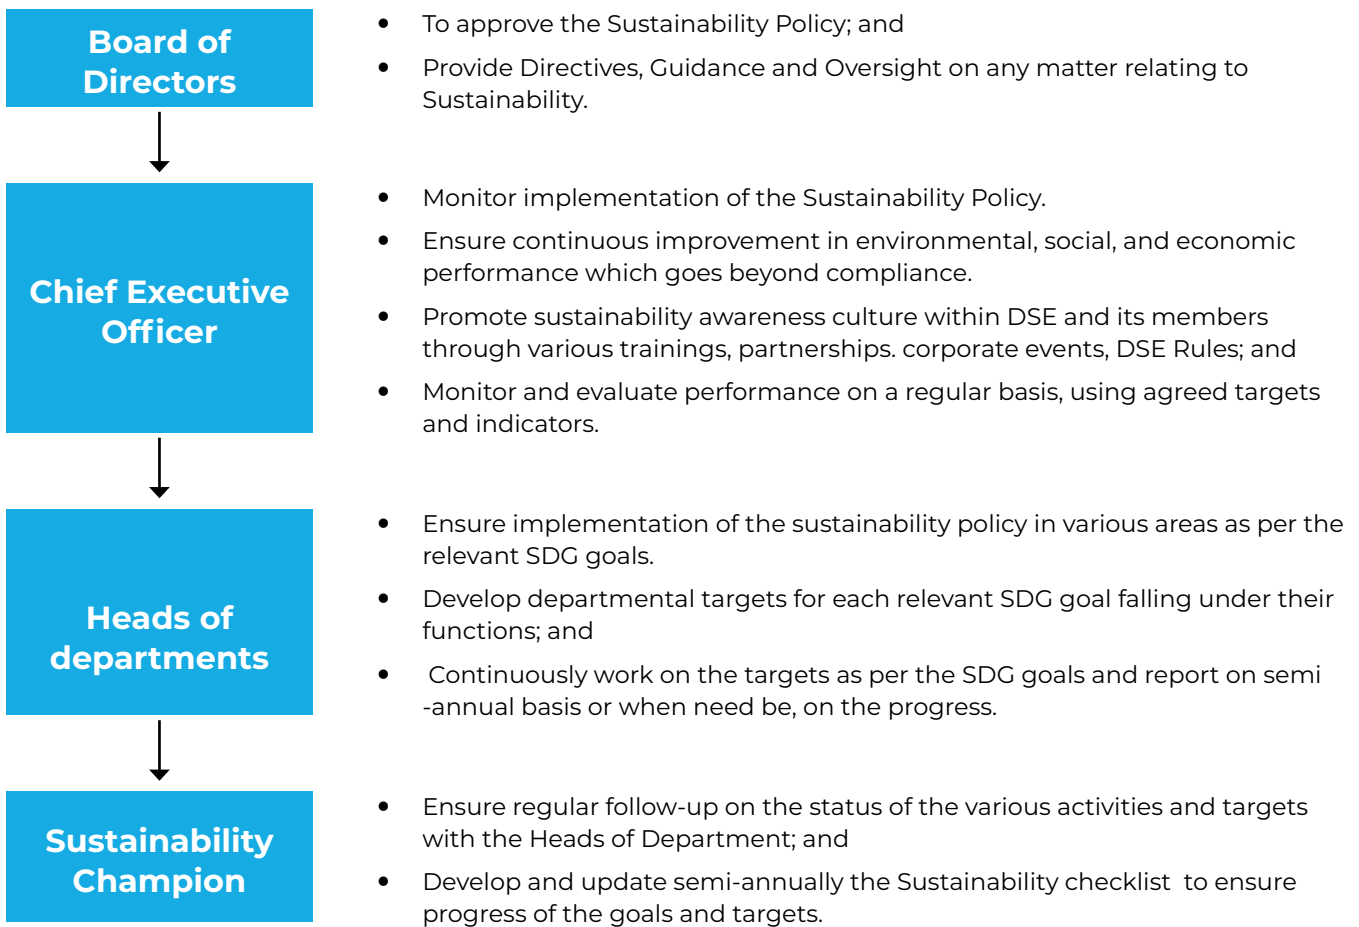 Board of
Directors
• To approve the Sustainability Policy; and
• Provide Directives, Guidance and Oversight on any matter relating to
Sustainability.
Chief Executive
Officer
• Monitor implementation of the Sustainability Policy.
• Ensure continuous improvement in environmental, social, and economic
performance which goes beyond compliance.
• Promote sustainability awareness culture within DSE and its members
through various trainings, partnerships. corporate events, DSE Rules; and
• Monitor and evaluate performance on a regular basis, using agreed targets
and indicators.
Heads of
departments
• Ensure implementation of the sustainability policy in various areas as per the
relevant SDG goals.
• Develop departmental targets for each relevant SDG goal falling under their
functions; and
• Continuously work on the targets as per the SDG goals and report on semi
-annual basis or when need be, on the progress.
Sustainability
Champion
• Ensure regular follow-up on the status of the various activities and targets
with the Heads of Department; and
• Develop and update semi-annually the Sustainability checklist to ensure
progress of the goals and targets.